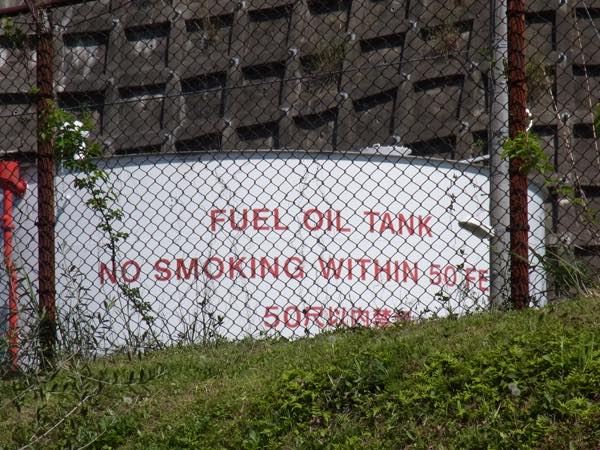 FUEL OIL TANK
NO SMOKING WITHIN 50 FE
50尺以内禁